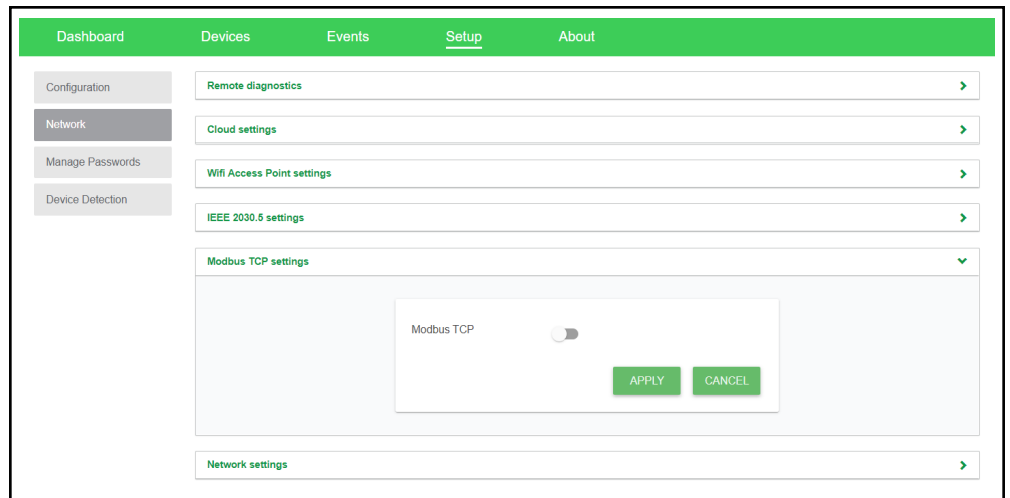 Dashboard Devices Events Setup About
Configuration
Network
Manage Passwords
Device Detection
Remote diagnostics
Cloud settings
Wifi Access Point settings
IEEE 2030.5 settings
Modbus TCP settings
Modbus TCP
APPLY CANCEL
Network settings